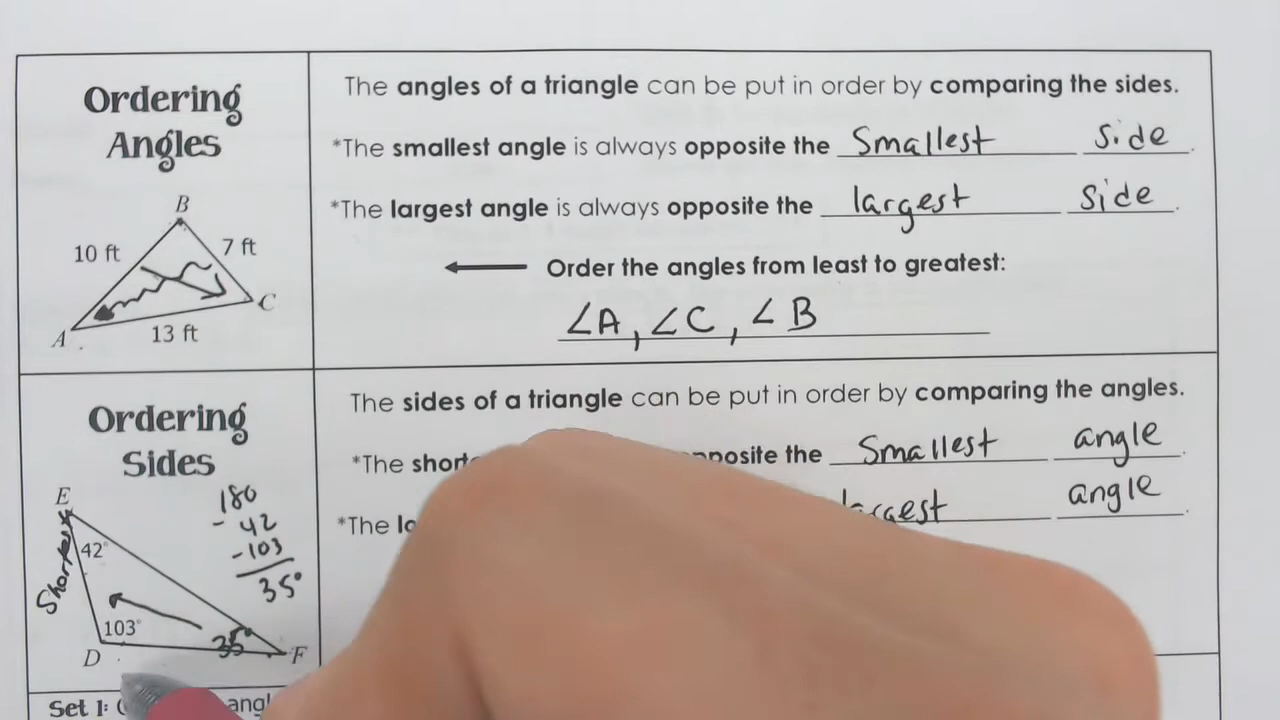 Ordering
Angles
B
10 ft
7 ft
C
A
13 ft
The angles of a triangle can be put in order by comparing the sides.
*The smallest angle is always opposite the Smallest side.
*The largest angle is always opposite the largest side.
Order the angles from least to greatest:
∠A, ∠C, ∠B
Ordering
Sides
E
180
- 42
-103
35°
42°
Shortest
103°
35°
D
F
The sides of a triangle can be put in order by comparing the angles.
*The opposite the Smallest angle.
*The largest angle.
Set 1: